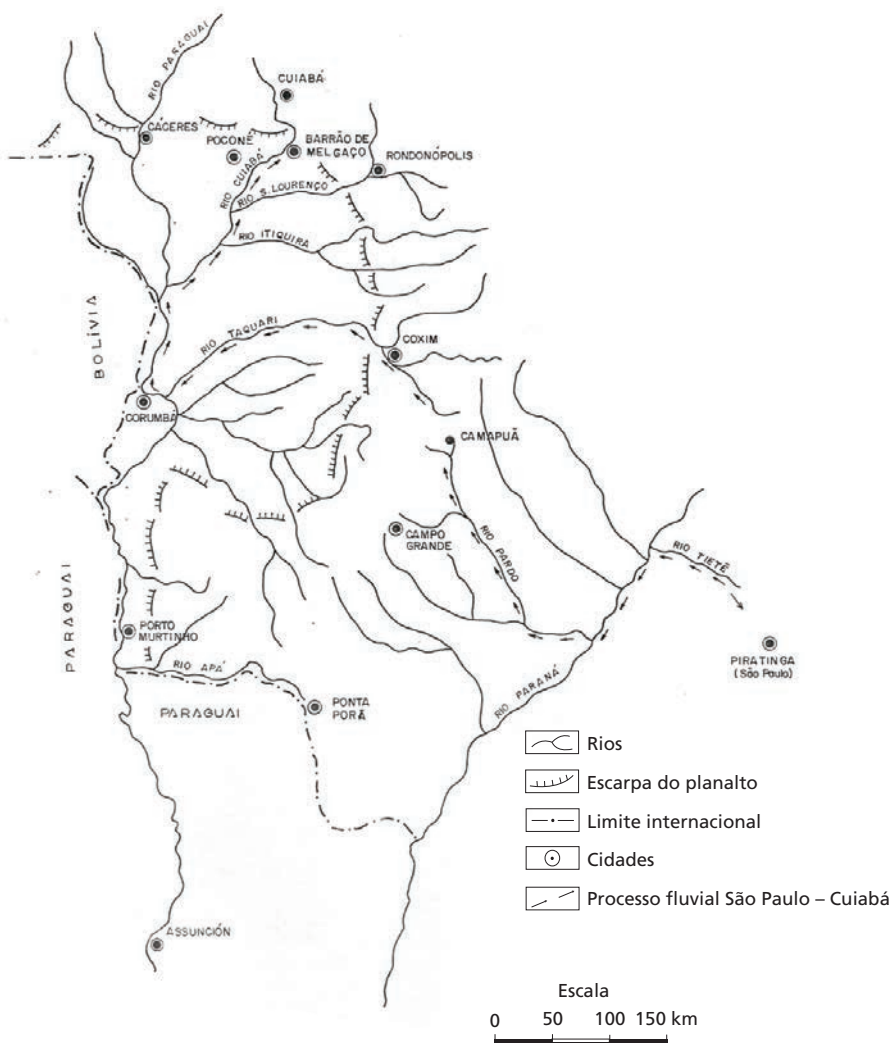 RIO PARAGUAI
CUIABÁ
CÁCERES
POCONÉ
BARRÃO DE
MELGAÇO
RONDONÓPOLIS
RIO CUIABÁ
RIO S. LOURENÇO
RIO ITIQUIRA
BOLÍVIA
RIO TAQUARI
COXIM
CORUMBÁ
CAMAPUÃ
CAMPO
GRANDE
RIO PARDO
RIO TIETÊ
PARAGUAI
PORTO
MURTINHO
PIRATINGA
(São Paulo)
RIO APÁ
RIO PARANÁ
PARAGUAI
PONTA
PORÃ
Rios
Escarpa do planalto
Limite internacional
Cidades
Processo fluvial São Paulo – Cuiabá
ASSUNCIÓN
Escala
0 50 100 150 km